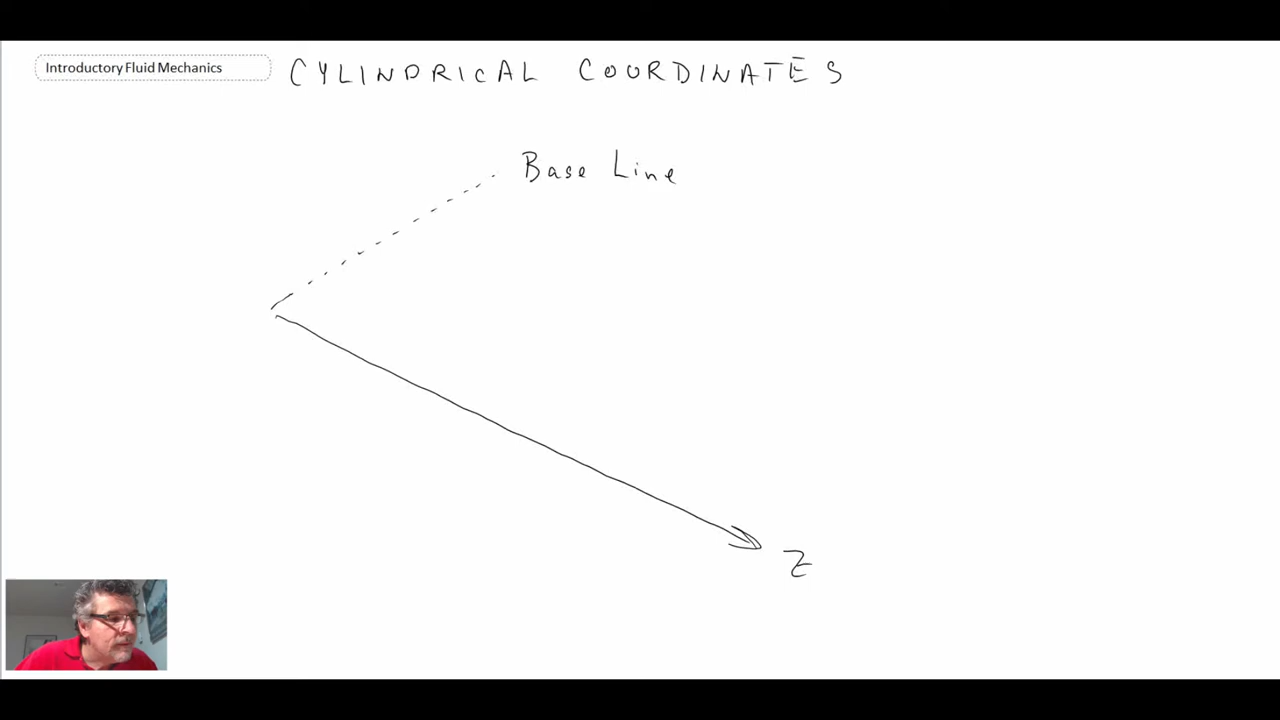 Introductory Fluid Mechanics
CYLINDRICAL COORDINATES
Base Line
Z